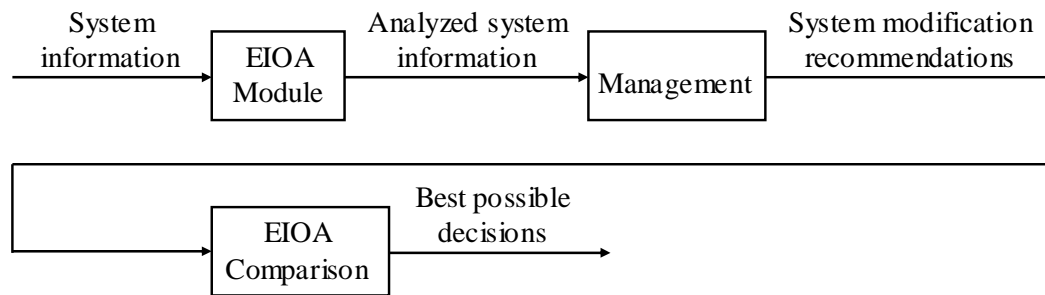 System
information
EIOA
Module
Analyzed system
information
Management
System modification
recommendations
EIOA
Comparison
Best possible
decisions